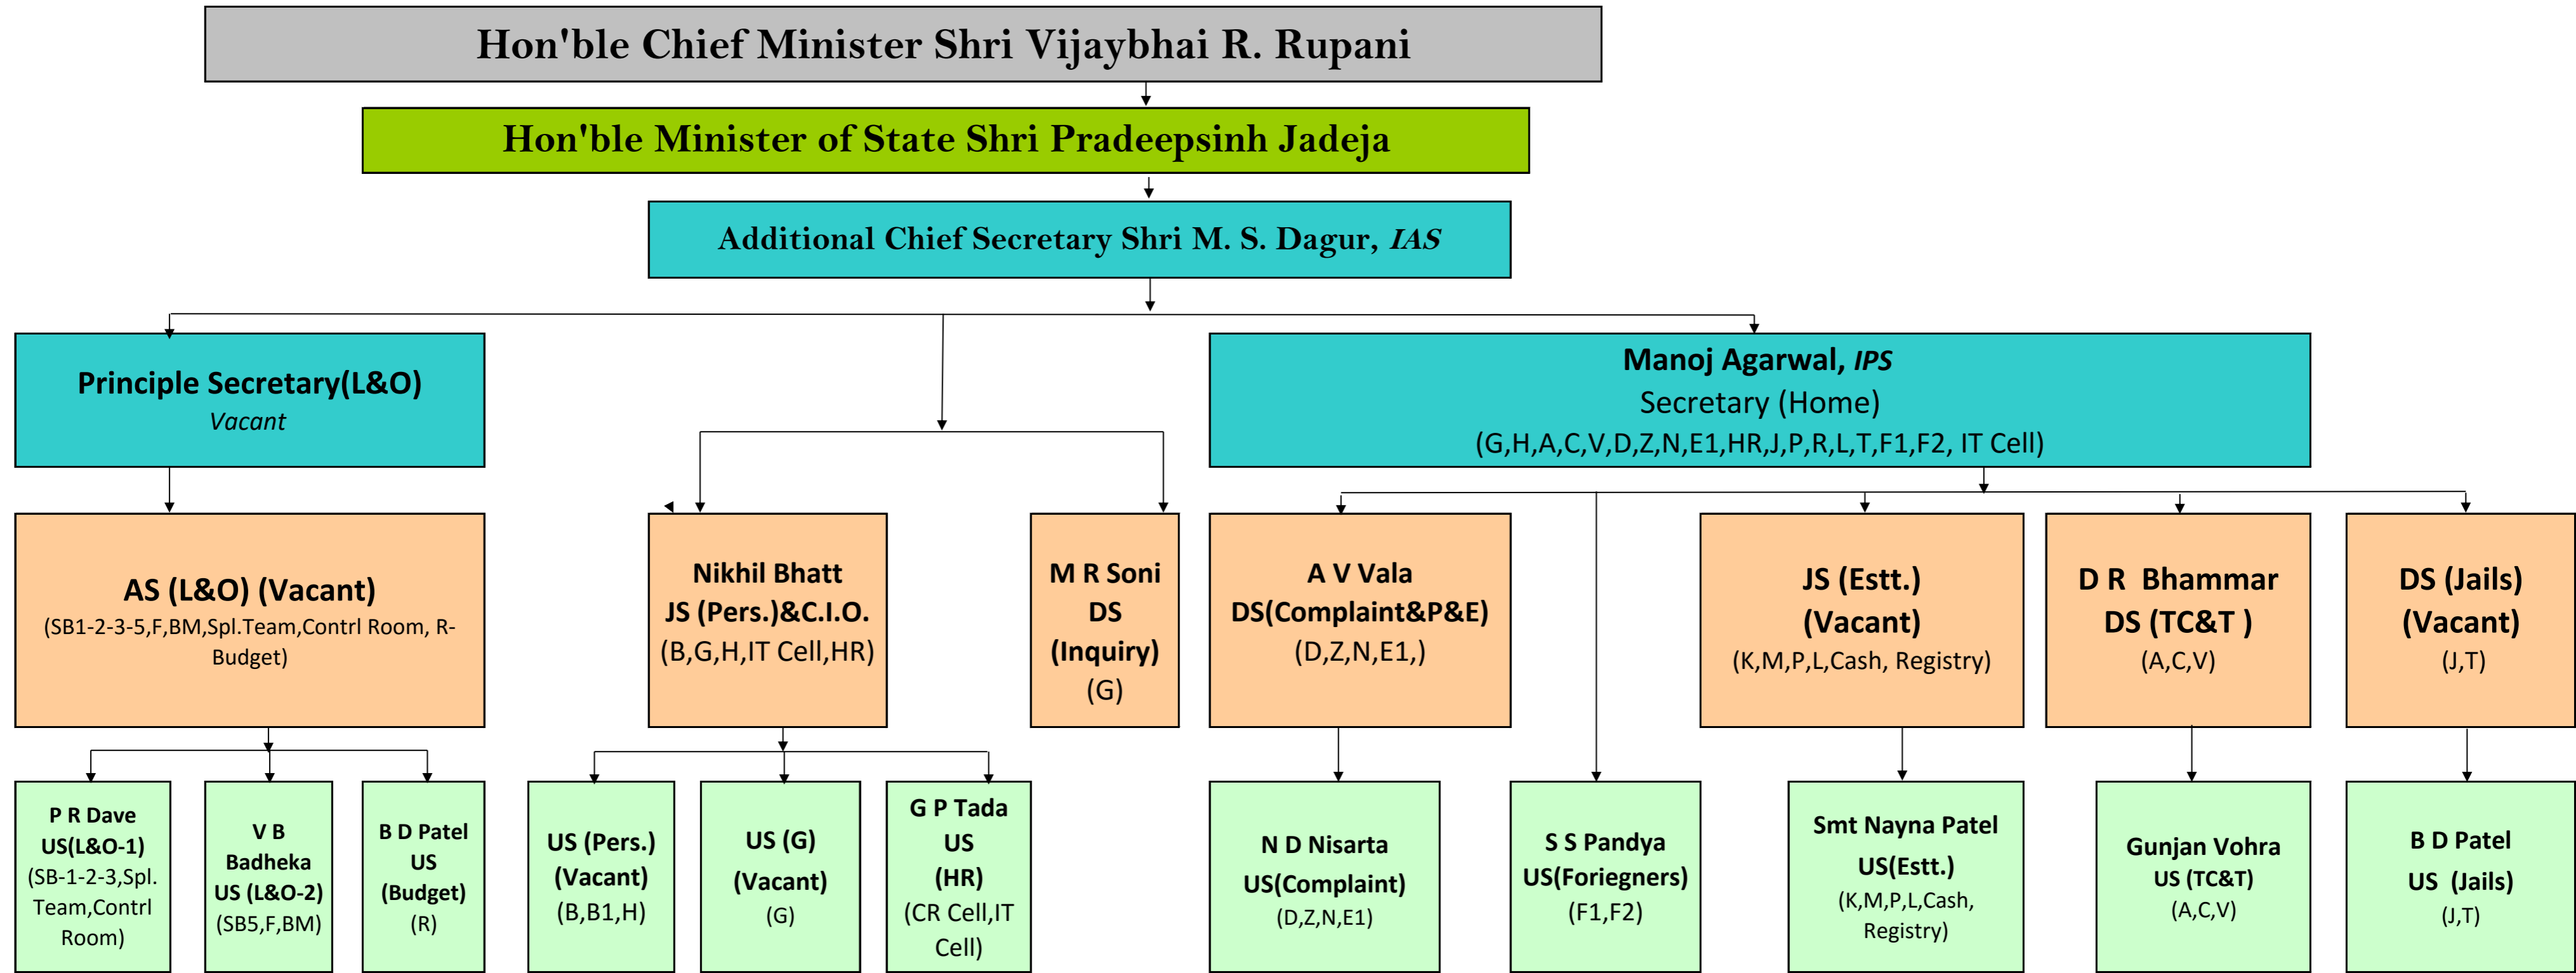 Hon'ble Chief Minister Shri Vijaybhai R. Rupani
Hon'ble Minister of State Shri Pradeepsinh Jadeja
Additional Chief Secretary Shri M. S. Dagur, IAS
Principle Secretary(L&O)
Vacant
Manoj Agarwal, IPS
Secretary (Home)
(G,H,A,C,V,D,Z,N,E1,HR,J,P,R,L,T,F1,F2, IT Cell)
AS (L&O) (Vacant)
(SB1-2-3-5,F,BM,Spl.Team,Contrl Room, R-
Budget)
Nikhil Bhatt
JS (Pers.)&C.I.O.
(B,G,H,IT Cell,HR)
M R Soni
DS
(Inquiry)
(G)
A V Vala
DS(Complaint&P&E)
(D,Z,N,E1,)
JS (Estt.)
(Vacant)
(K,M,P,L,Cash, Registry)
D R Bhammar
DS (TC&T )
(A,C,V)
DS (Jails)
(Vacant)
(J,T)
P R Dave
US(L&O-1)
(SB-1-2-3,Spl.
Team,Contrl
Room)
V B
Badheka
US (L&O-2)
(SB5,F,BM)
B D Patel
US
(Budget)
(R)
US (Pers.)
(Vacant)
(B,B1,H)
US (G)
(Vacant)
(G)
G P Tada
US
(HR)
(CR Cell,IT
Cell)
N D Nisarta
US(Complaint)
(D,Z,N,E1)
S S Pandya
US(Foriegners)
(F1,F2)
Smt Nayna Patel
US(Estt.)
(K,M,P,L,Cash,
Registry)
Gunjan Vohra
US (TC&T)
(A,C,V)
B D Patel
US (Jails)
(J,T)